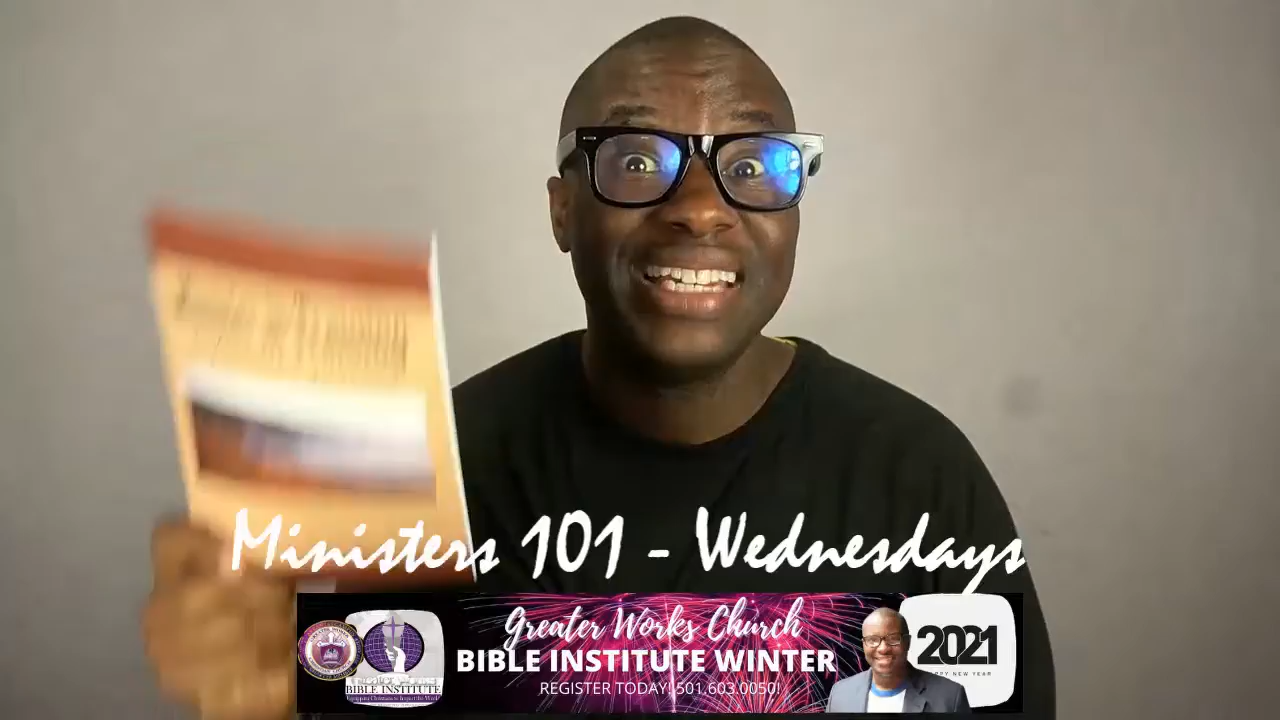 Ministers 101 - Wednesdays
Greater Works Church
BIBLE INSTITUTE WINTER
REGISTER TODAY! 501.603.0050!
2021
BIBLE INSTITUTE